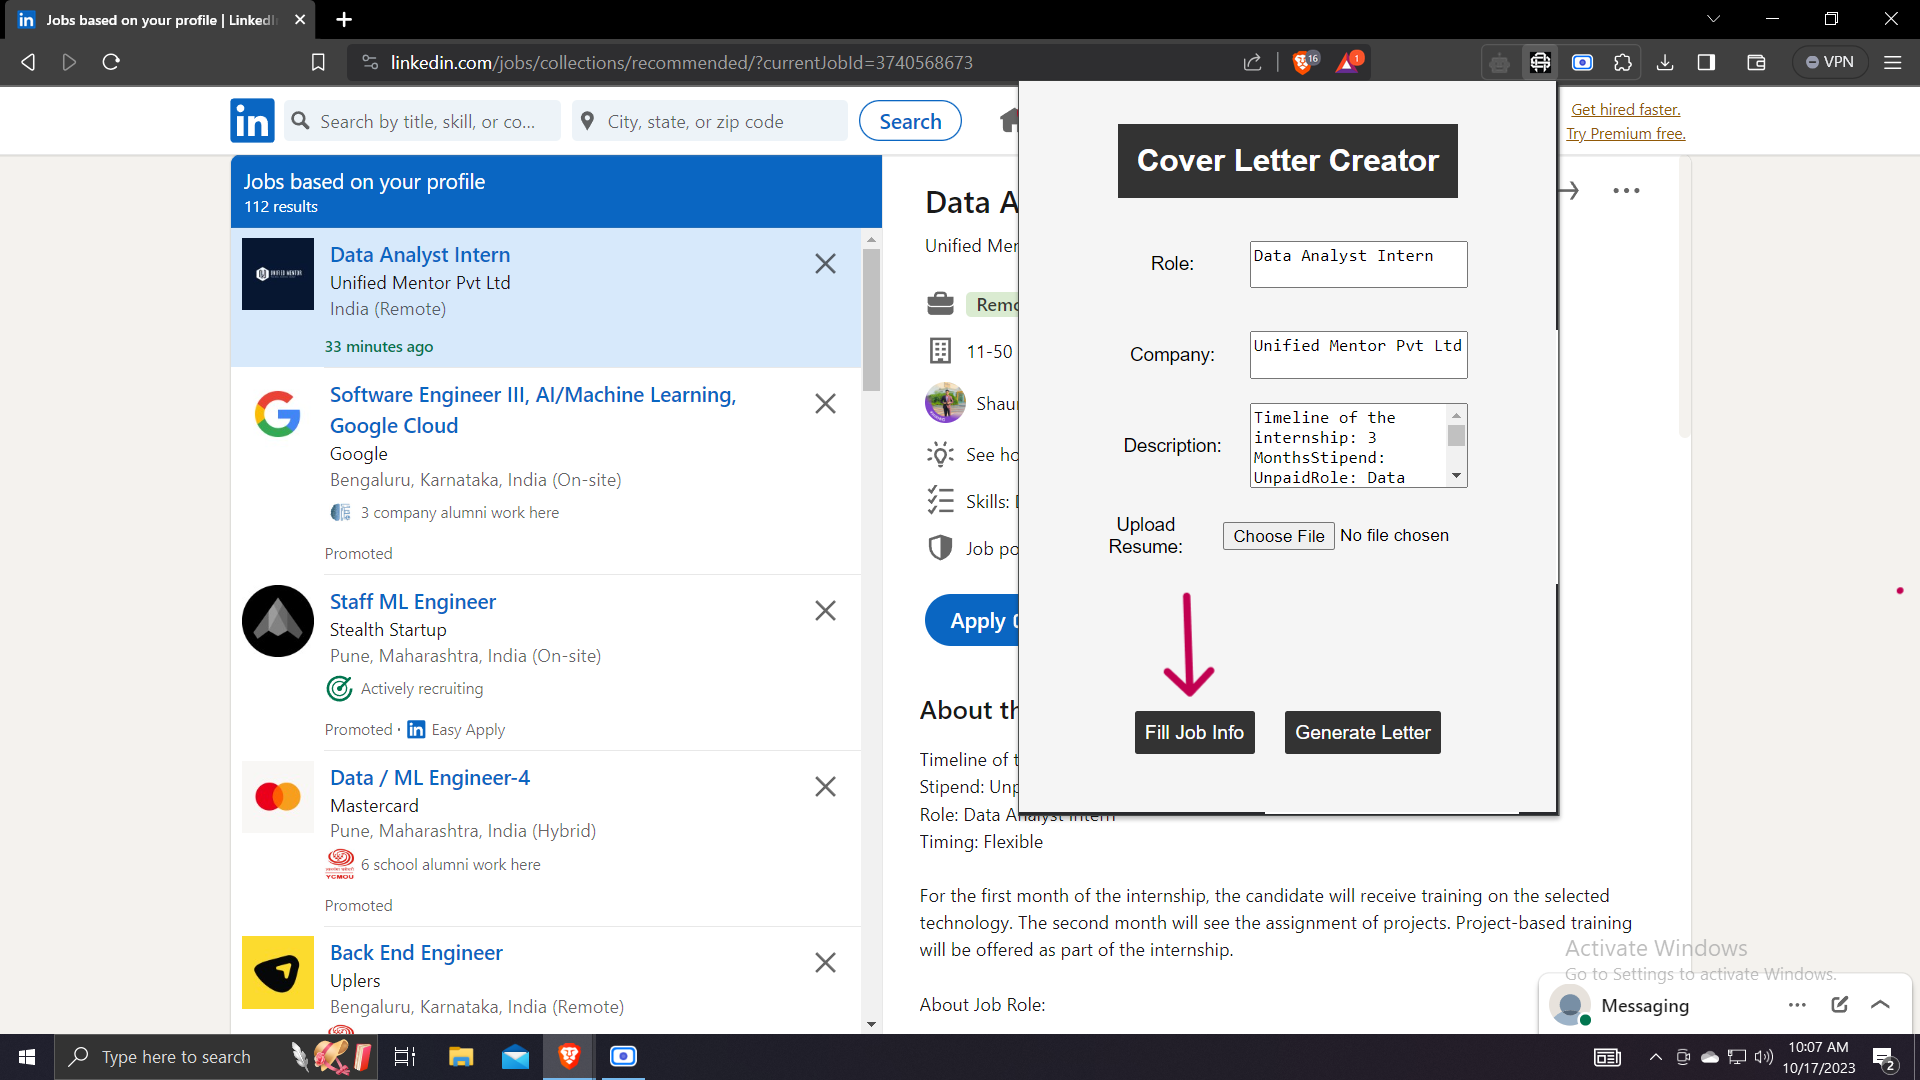 Jobs based on your profile | LinkedI
linkedin.com/jobs/collections/recommended/?currentJobId=3740568673
16
1
VPN
Search by title, skill, or co...
City, state, or zip code
Search
Get hired faster.
Try Premium free.
Jobs based on your profile
112 results
Data Analyst Intern
Unified Mentor Pvt Ltd
India (Remote)
33 minutes ago
Software Engineer III, AI/Machine Learning,
Google Cloud
Google
Bengaluru, Karnataka, India (On-site)
3 company alumni work here
Promoted
Staff ML Engineer
Stealth Startup
Pune, Maharashtra, India (On-site)
Actively recruiting
Promoted · Easy Apply
Data / ML Engineer-4
Mastercard
Pune, Maharashtra, India (Hybrid)
YCMOU
6 school alumni work here
Promoted
Back End Engineer
Uplers
Bengaluru, Karnataka, India (Remote)
Data A
Unified Mer
Remo
11-50
Shaur
See ho
Skills:
Job po
Apply
About th
Timeline of t
Stipend: Unp
Role: Data Analyst Intern
Timing: Flexible
For the first month of the internship, the candidate will receive training on the selected
technology. The second month will see the assignment of projects. Project-based training
will be offered as part of the internship.
About Job Role:
Cover Letter Creator
Role:
Data Analyst Intern
Company:
Unified Mentor Pvt Ltd
Description:
Timeline of the
internship: 3
MonthsStipend:
UnpaidRole: Data
Upload
Resume:
Choose File No file chosen
Fill Job Info
Generate Letter
Activate Windows
Go to Settings to activate Windows.
Messaging
Type here to search
10:07 AM
10/17/2023
2